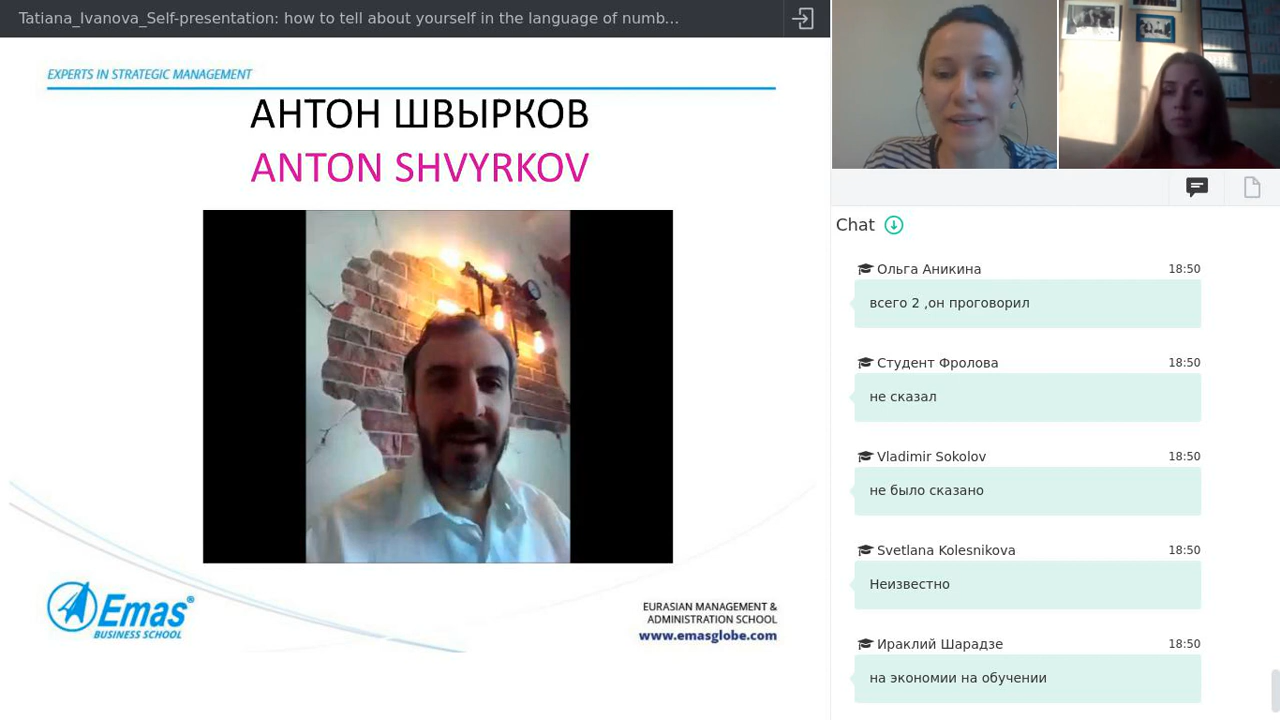 Tatiana_Ivanova_Self-presentation: how to tell about yourself in the language of numb...
EXPERTS IN STRATEGIC MANAGEMENT
АНТОН ШВЫРКОВ
ANTON SHVYRKOV
Emas®
BUSINESS SCHOOL
EURASIAN MANAGEMENT &
ADMINISTRATION SCHOOL
www.emasglobe.com
Chat
Ольга Аникина 18:50
всего 2 ,он проговорил
Студент Фролова 18:50
не сказал
Vladimir Sokolov 18:50
не было сказано
Svetlana Kolesnikova 18:50
Неизвестно
Ираклий Шарадзе 18:50
на экономии на обучении